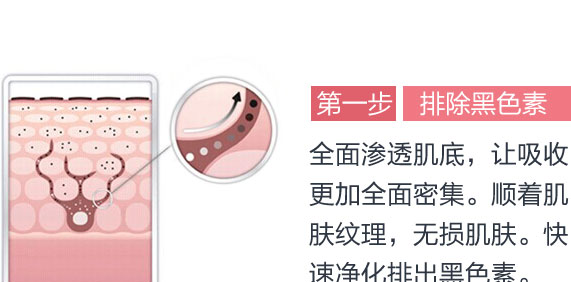 第一步 排除黑色素
全面渗透肌底，让吸收
更加全面密集。顺着肌
肤纹理，无损肌肤。快
速净化排出黑色素。